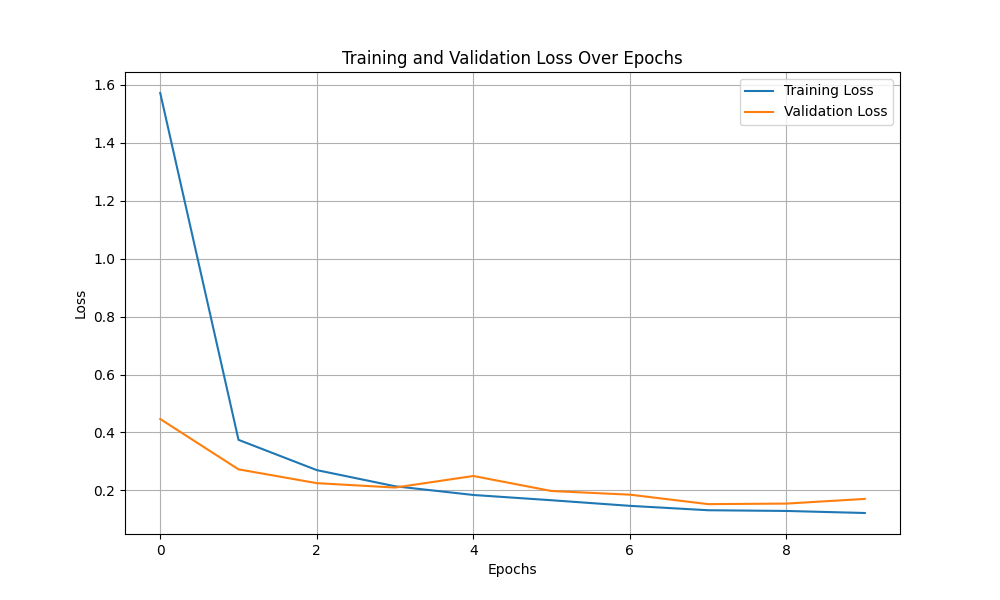 Training and Validation Loss Over Epochs
Training Loss
Validation Loss
Loss
1.6
1.4
1.2
1.0
0.8
0.6
0.4
0.2
0 2 4 6 8
Epochs